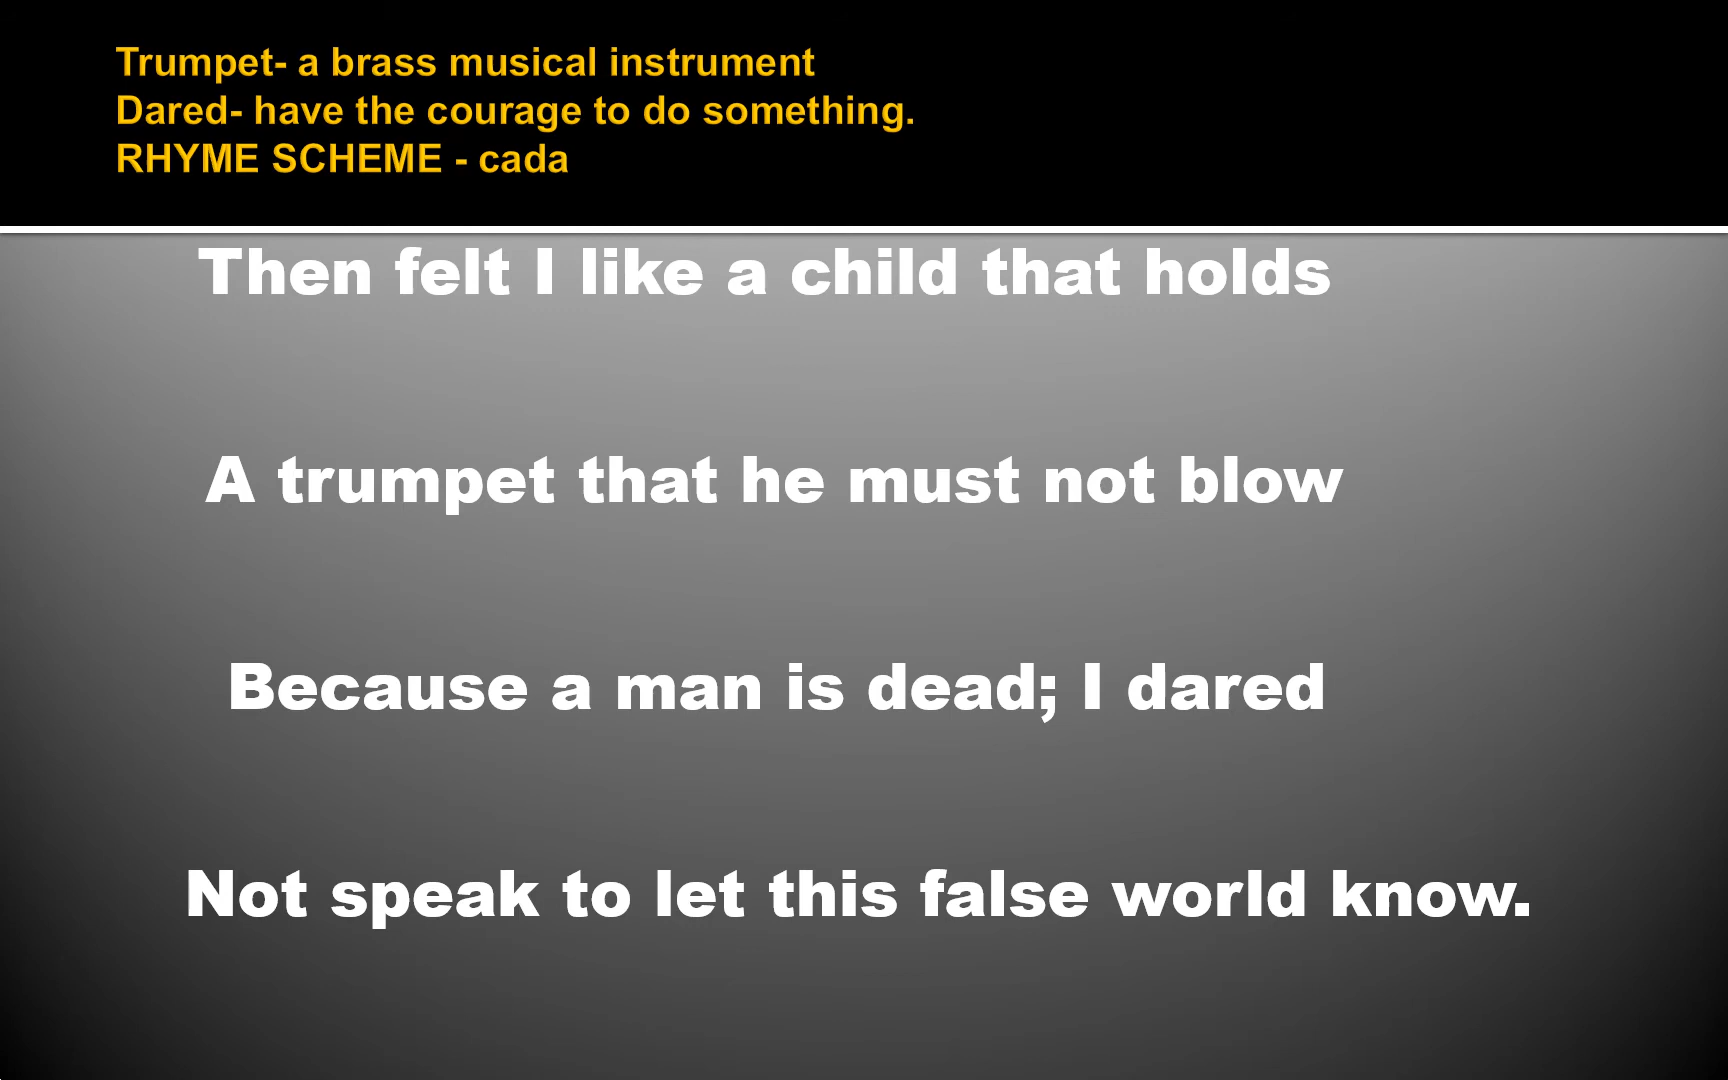 Trumpet- a brass musical instrument
Dared- have the courage to do something.
RHYME SCHEME - cada
Then felt I like a child that holds
A trumpet that he must not blow
Because a man is dead; I dared
Not speak to let this false world know.